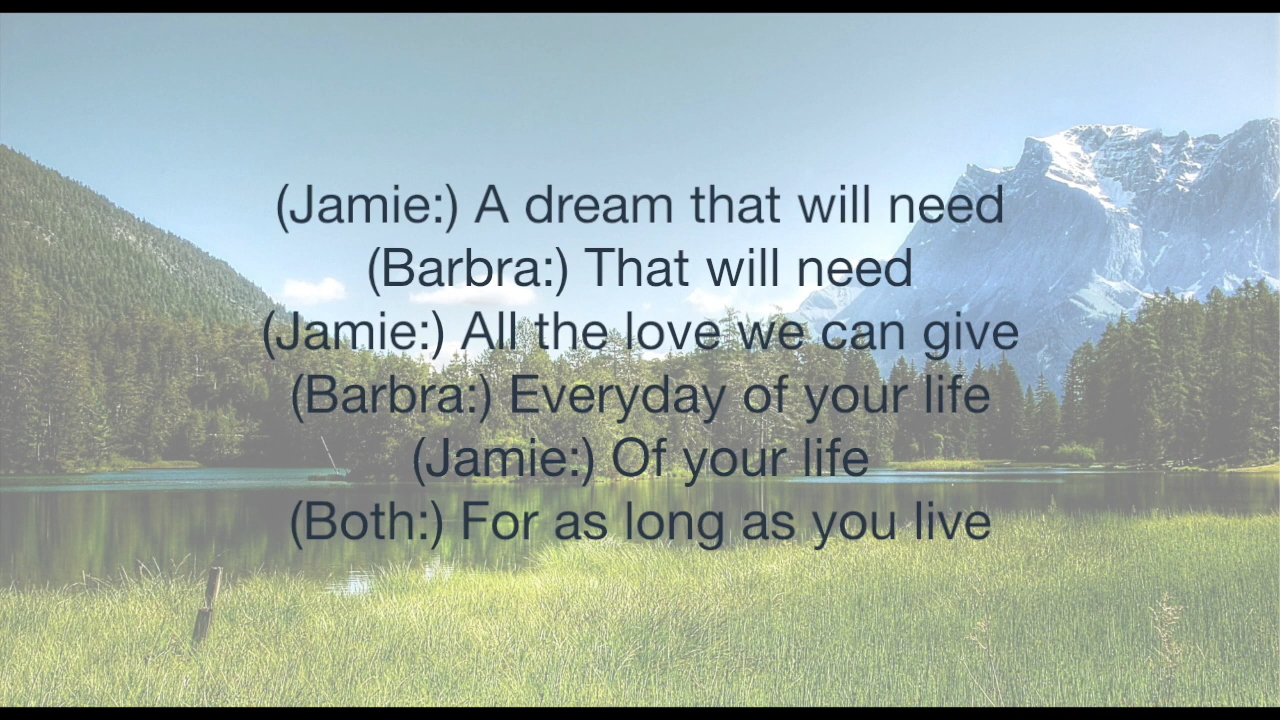 (Jamie:) A dream that will need
(Barbra:) That will need
(Jamie:) All the love we can give
(Barbra:) Everyday of your life
(Jamie:) Of your life
(Both:) For as long as you live